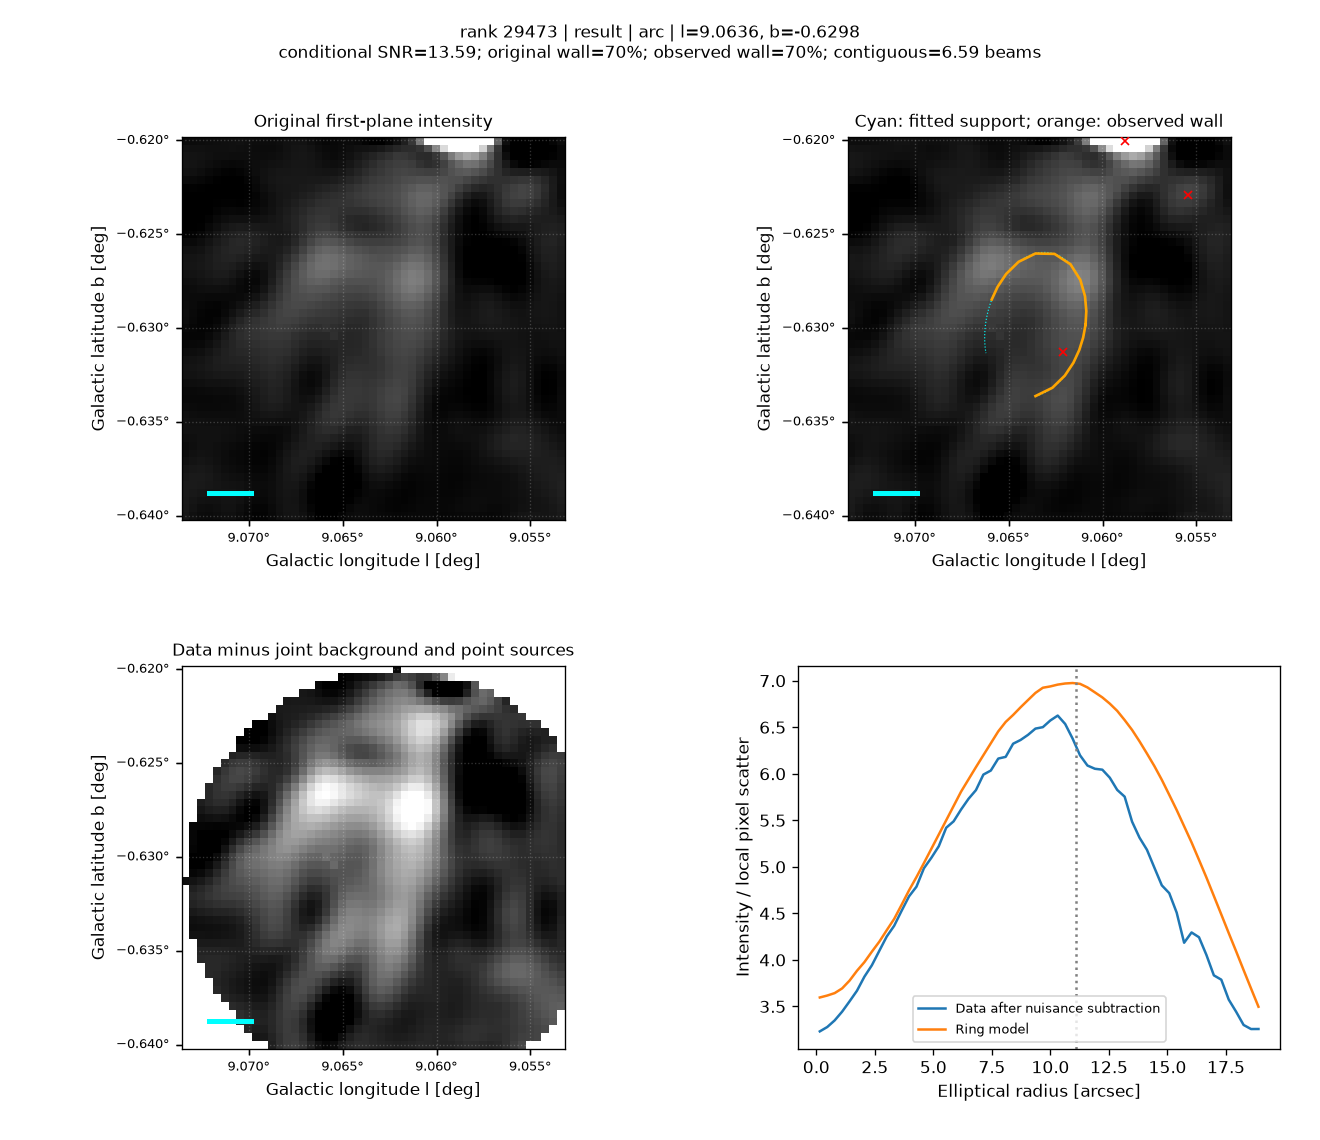 rank 29473 | result | arc | l=9.0636, b=-0.6298
conditional SNR=13.59; original wall=70%; observed wall=70%; contiguous=6.59 beams
Original first-plane intensity
−0.620°
−0.625°
−0.630°
−0.635°
−0.640°
Galactic latitude b [deg]
9.070°
9.065°
9.060°
9.055°
Galactic longitude l [deg]
Cyan: fitted support; orange: observed wall
−0.620°
−0.625°
−0.630°
−0.635°
−0.640°
Galactic latitude b [deg]
9.070°
9.065°
9.060°
9.055°
Galactic longitude l [deg]
Data minus joint background and point sources
−0.620°
−0.625°
−0.630°
−0.635°
−0.640°
Galactic latitude b [deg]
9.070°
9.065°
9.060°
9.055°
Galactic longitude l [deg]
7.0
6.5
6.0
5.5
5.0
4.5
4.0
3.5
Intensity / local pixel scatter
Data after nuisance subtraction
Ring model
0.0
2.5
5.0
7.5
10.0
12.5
15.0
17.5
Elliptical radius [arcsec]